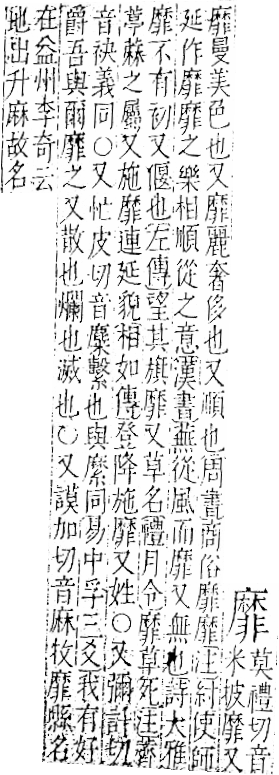 靡
莫禮切音
米披靡又
靡曼美色也又靡麗奢侈也又順也周書商俗靡靡注紂使師
延作靡靡之樂相順從之意漢書燕從風而靡又無也詩大雅
靡不有初又偃也左傳望其旗靡又草名禮月令靡草死注薺
葶蘇之屬又施靡連延貌相如傳登降施靡又姓○又彌計切
音袂義同○又忙皮切音麋繫也與縻同易中孚三爻我有好
爵吾與爾靡之又散也爛也滅也○又謨加切音麻牧靡縣名
在益州李奇云
地出升麻故名